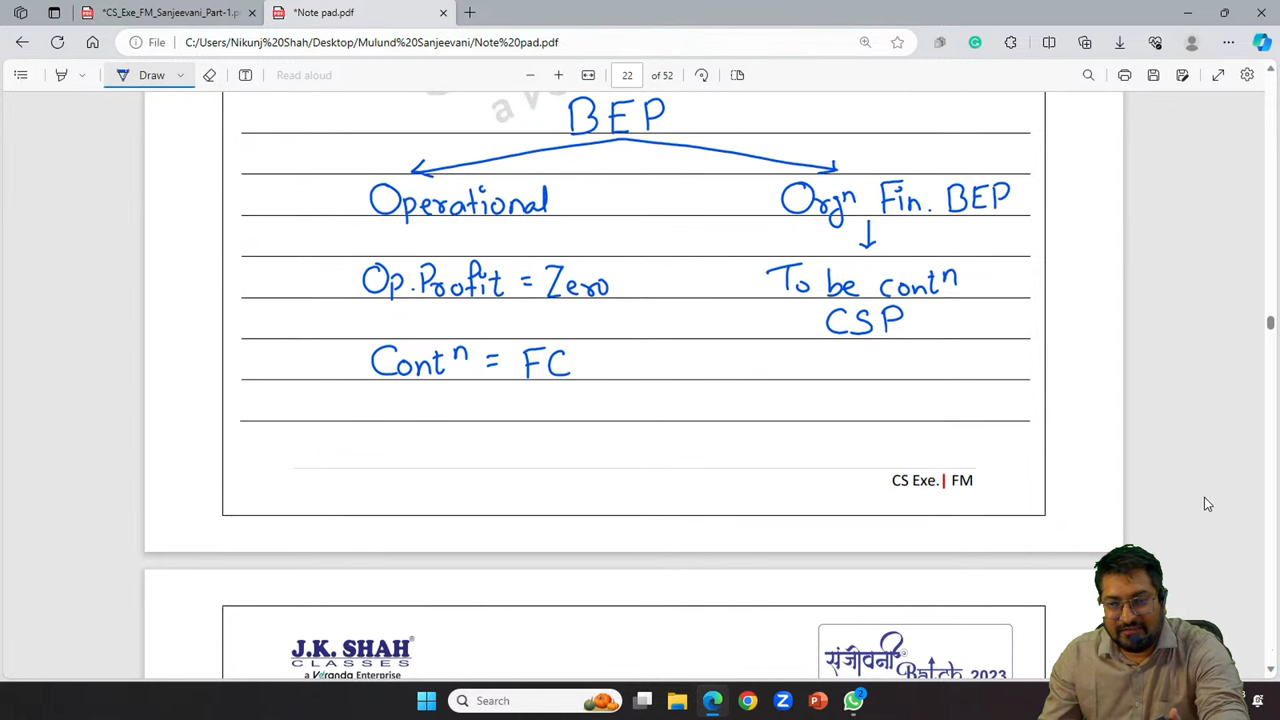 *CS_Exe_FM_Sanjeevani_Part-1.p
*Note pad.pdf
File
C:/Users/Nikunj%20Shah/Desktop/Mulund%20Sanjeevani/Note%20pad.pdf
Draw
Read aloud
22 of 52
a V
BEP
Operational
Orgⁿ Fin. BEP
Op.Profit = Zero
To be contⁿ
CSP
Contⁿ = FC
CS Exe.| FM
J.K. SHAH
CLASSES
a Veranda Enterprise
संजीवनी
Batch 2023
Search
2